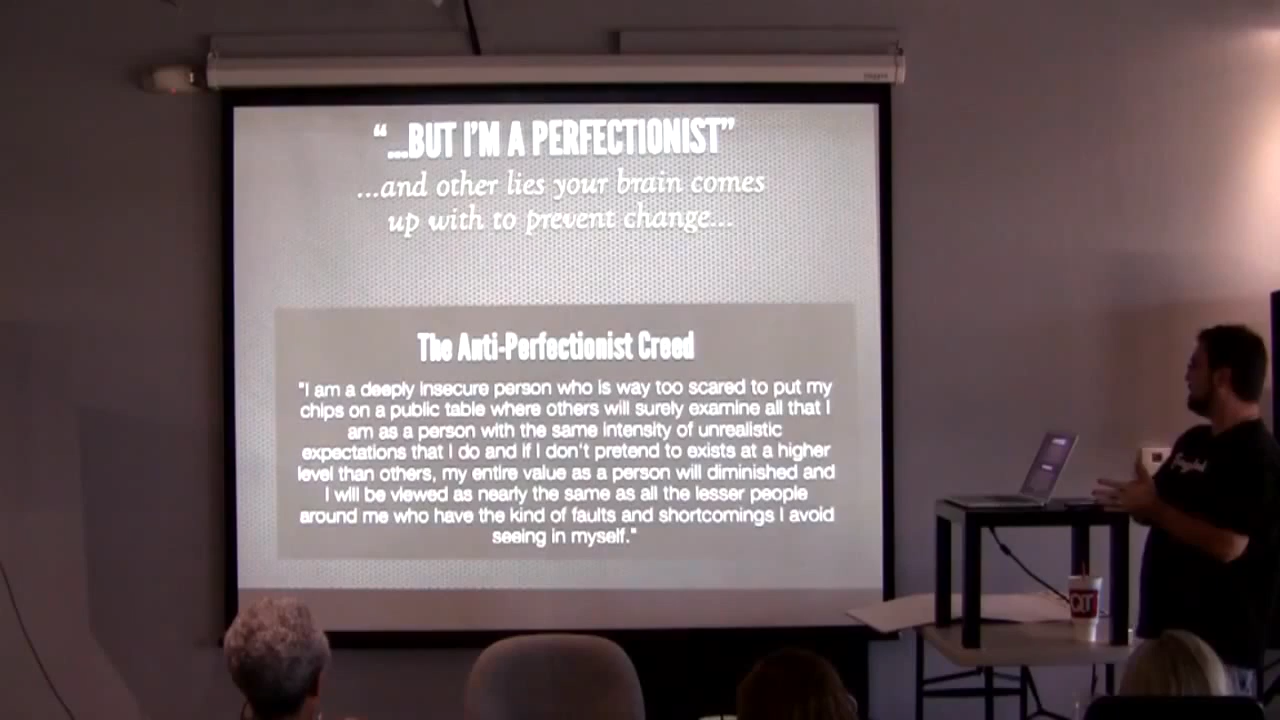 “...BUT I'M A PERFECTIONIST”
...and other lies your brain comes
up with to prevent change...
The Anti-Perfectionist Creed
"I am a deeply insecure person who is way too scared to put my
chips on a public table where others will surely examine all that I
am as a person with the same intensity of unrealistic
expectations that I do and if I don't pretend to exists at a higher
level than others, my entire value as a person will diminished and
I will be viewed as nearly the same as all the lesser people
around me who have the kind of faults and shortcomings I avoid
seeing in myself."
QT